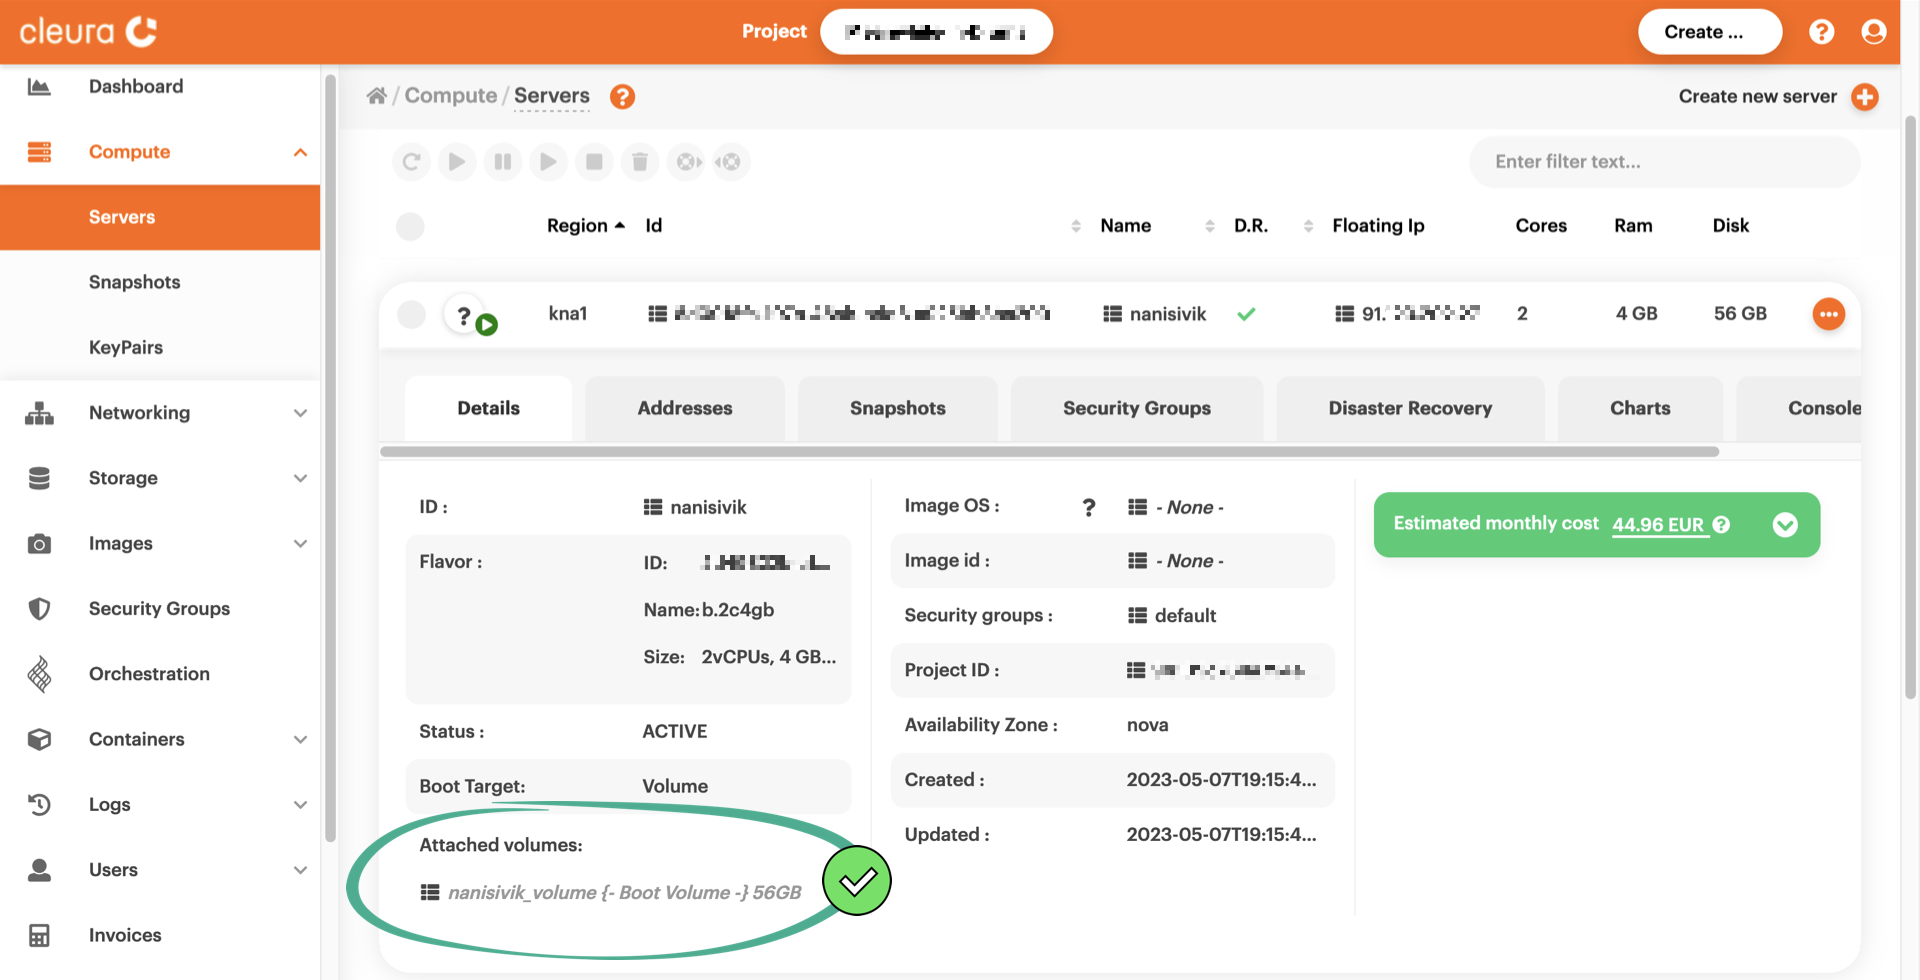 cleura
Project
Create ...
?
Dashboard
Compute
Servers
Snapshots
KeyPairs
Networking
Storage
Images
Security Groups
Orchestration
Containers
Logs
Users
Invoices
/ Compute / Servers ?
Create new server
Enter filter text...
Region Id Name D.R. Floating Ip Cores Ram Disk
? kna1 nanisivik 91. 2 4 GB 56 GB
Details Addresses Snapshots Security Groups Disaster Recovery Charts Console
ID : nanisivik
Flavor : ID:
Name: b.2c4gb
Size: 2vCPUs, 4 GB...
Status : ACTIVE
Boot Target: Volume
Attached volumes:
nanisivik_volume {- Boot Volume -} 56GB
Image OS : ? - None -
Image id : - None -
Security groups : default
Project ID :
Availability Zone : nova
Created : 2023-05-07T19:15:4...
Updated : 2023-05-07T19:15:4...
Estimated monthly cost 44.96 EUR ?